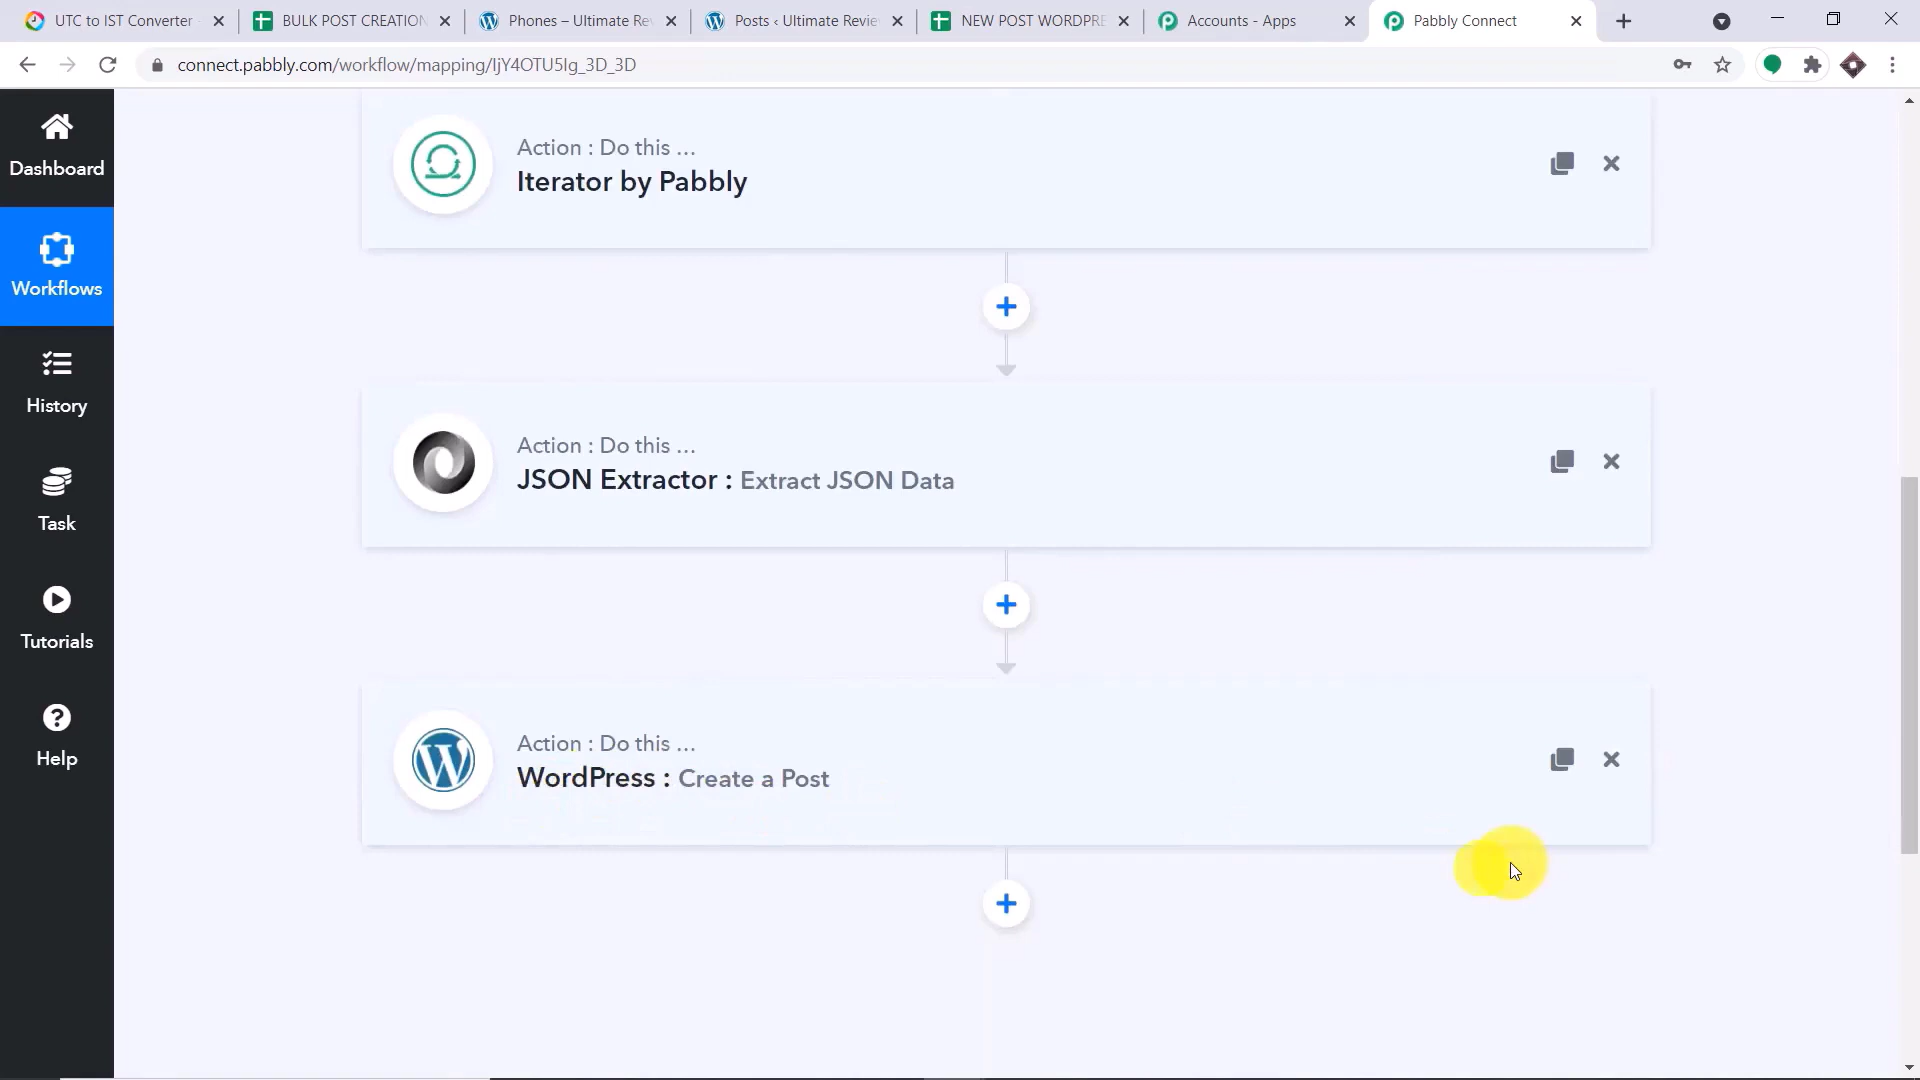 UTC to IST Converter
BULK POST CREATION
Phones – Ultimate Re
Posts ‹ Ultimate Revie
NEW POST WORDPRE
Accounts - Apps
Pabbly Connect
connect.pabbly.com/workflow/mapping/IjY4OTU5Ig_3D_3D
Dashboard
Workflows
History
Task
Tutorials
Help
Action : Do this ...
Iterator by Pabbly
Action : Do this ...
JSON Extractor : Extract JSON Data
Action : Do this ...
WordPress : Create a Post